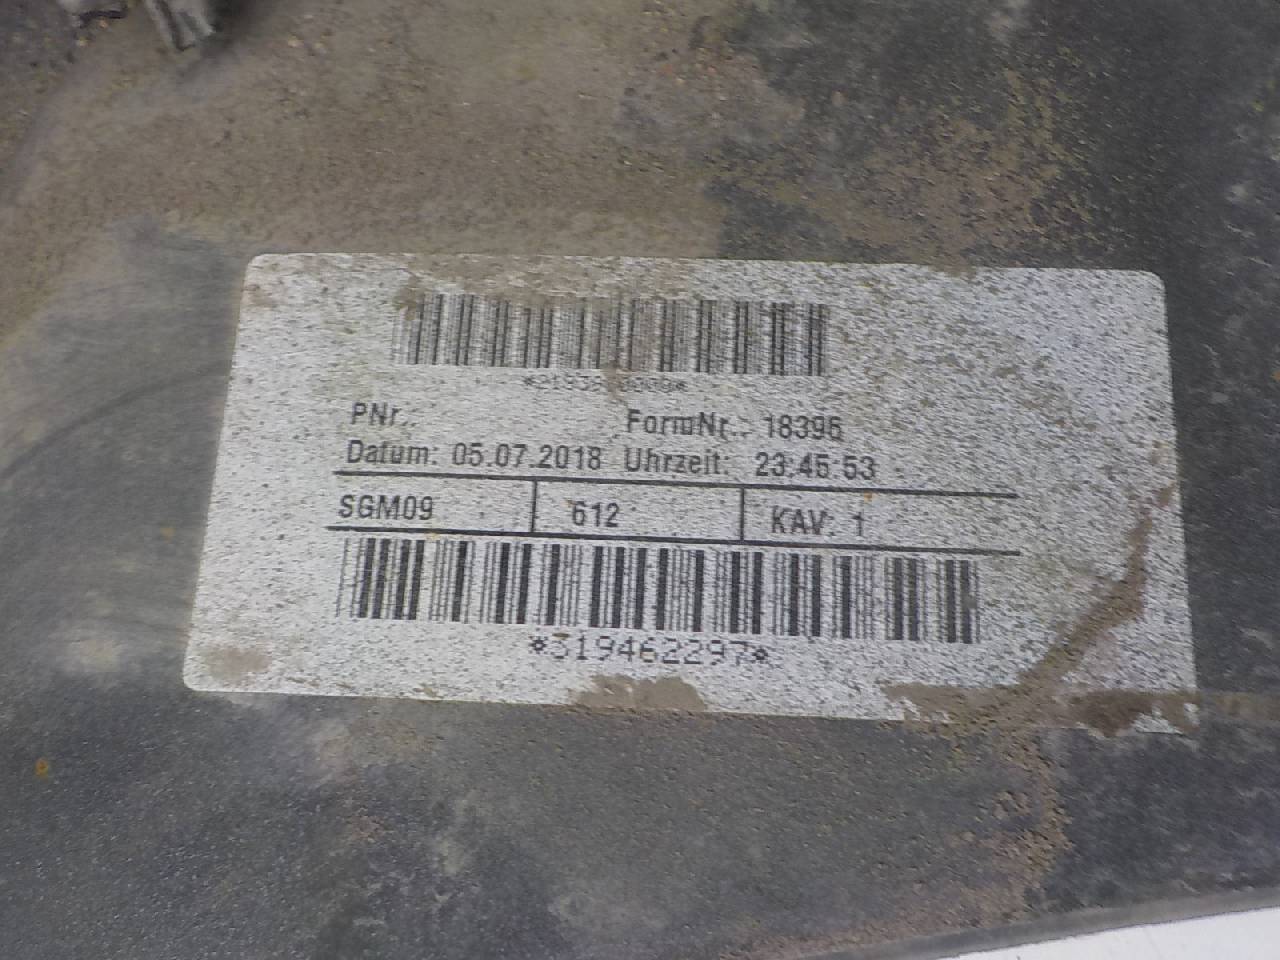 PNr.: FormNr.: 18396
Datum: 05.07.2018 Uhrzeit: 23:45:53
SGM09 612 KAV: 1
*319462297*